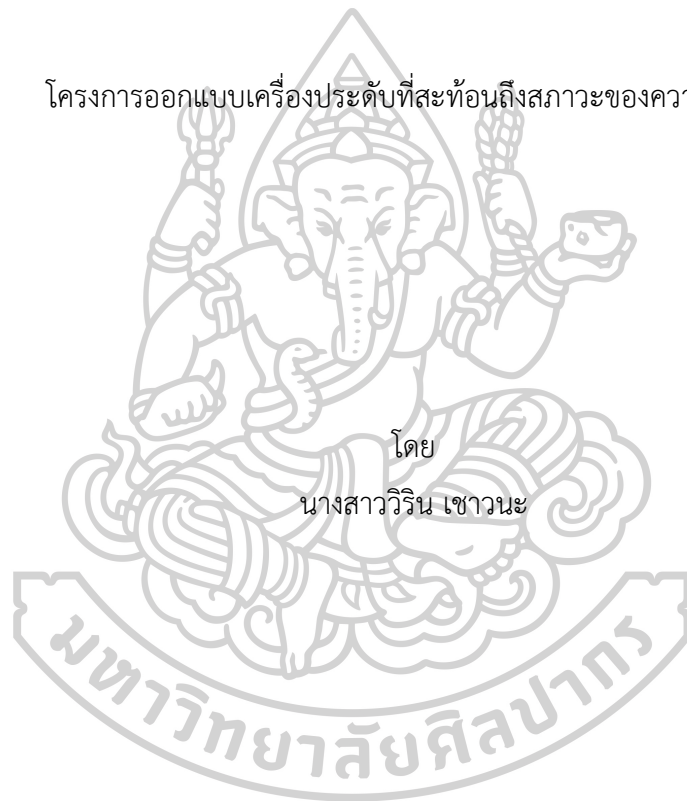 โครงการออกแบบเครื่องประดับที่สะท้อนถึงสภาวะของ
โดย
นางสาววิริน เชาวนะ
มหาวิทยาลัยศิลปากร